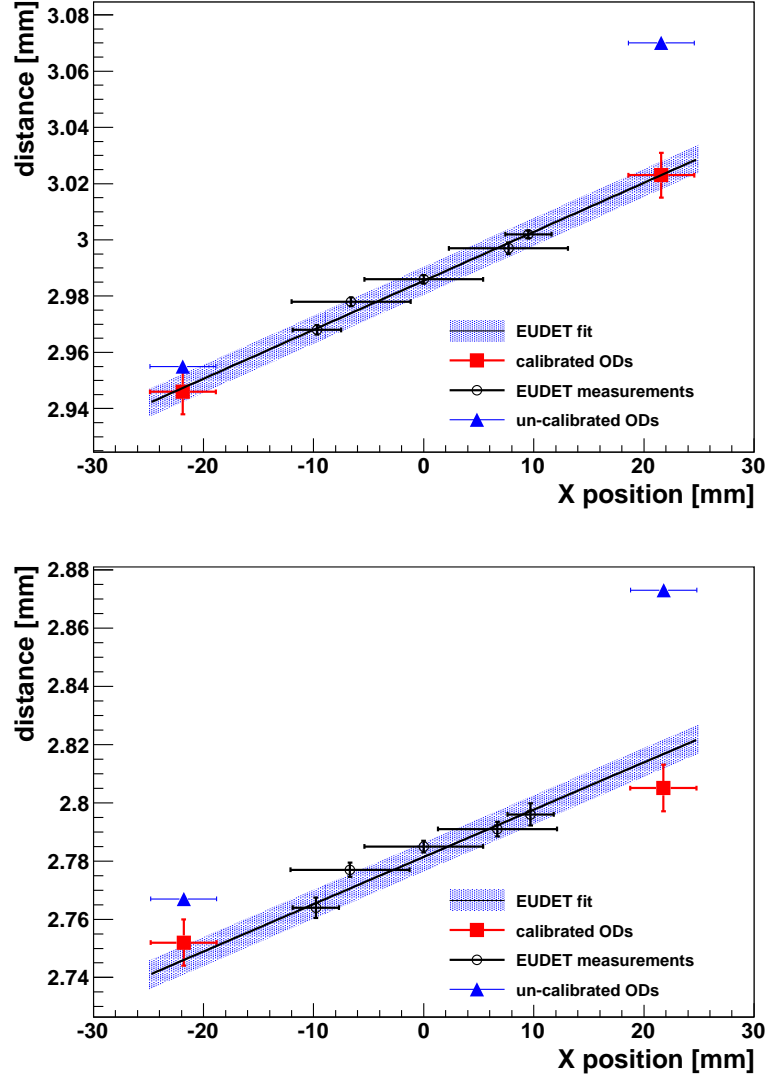 distance [mm]
3.08
3.06
3.04
3.02
3
2.98
2.96
2.94
EUDET fit
calibrated ODs
EUDET measurements
un-calibrated ODs
-30 -20 -10 0 10 20 30
X position [mm]
distance [mm]
2.88
2.86
2.84
2.82
2.8
2.78
2.76
2.74
EUDET fit
calibrated ODs
EUDET measurements
un-calibrated ODs
-30 -20 -10 0 10 20 30
X position [mm]